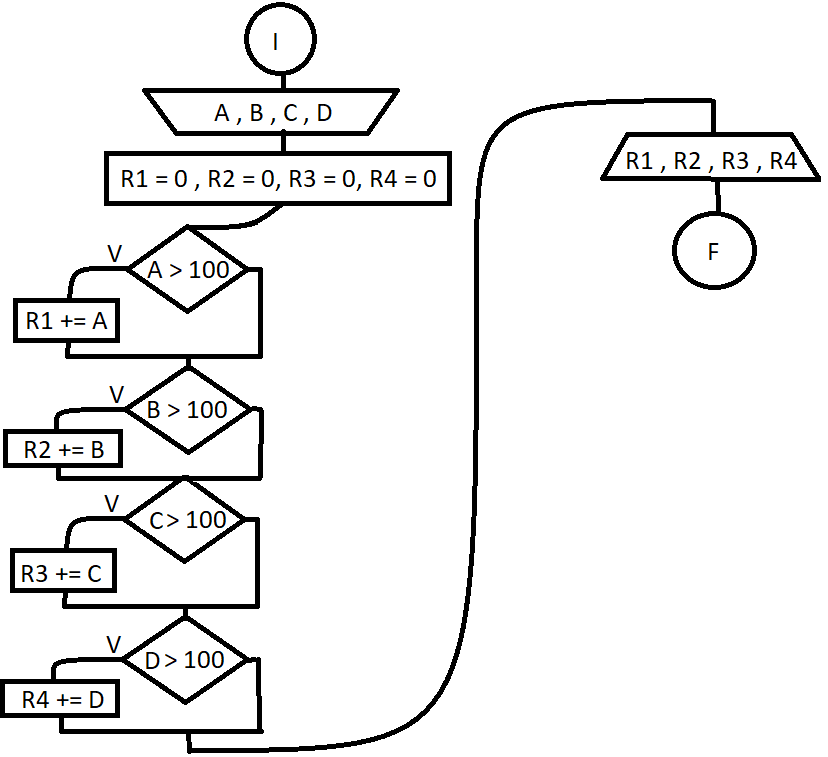 I
A , B , C , D
R1 = 0 , R2 = 0, R3 = 0, R4 = 0
V
A > 100
R1 += A
V
B > 100
R2 += B
V
C > 100
R3 += C
V
D > 100
R4 += D
R1 , R2 , R3 , R4
F